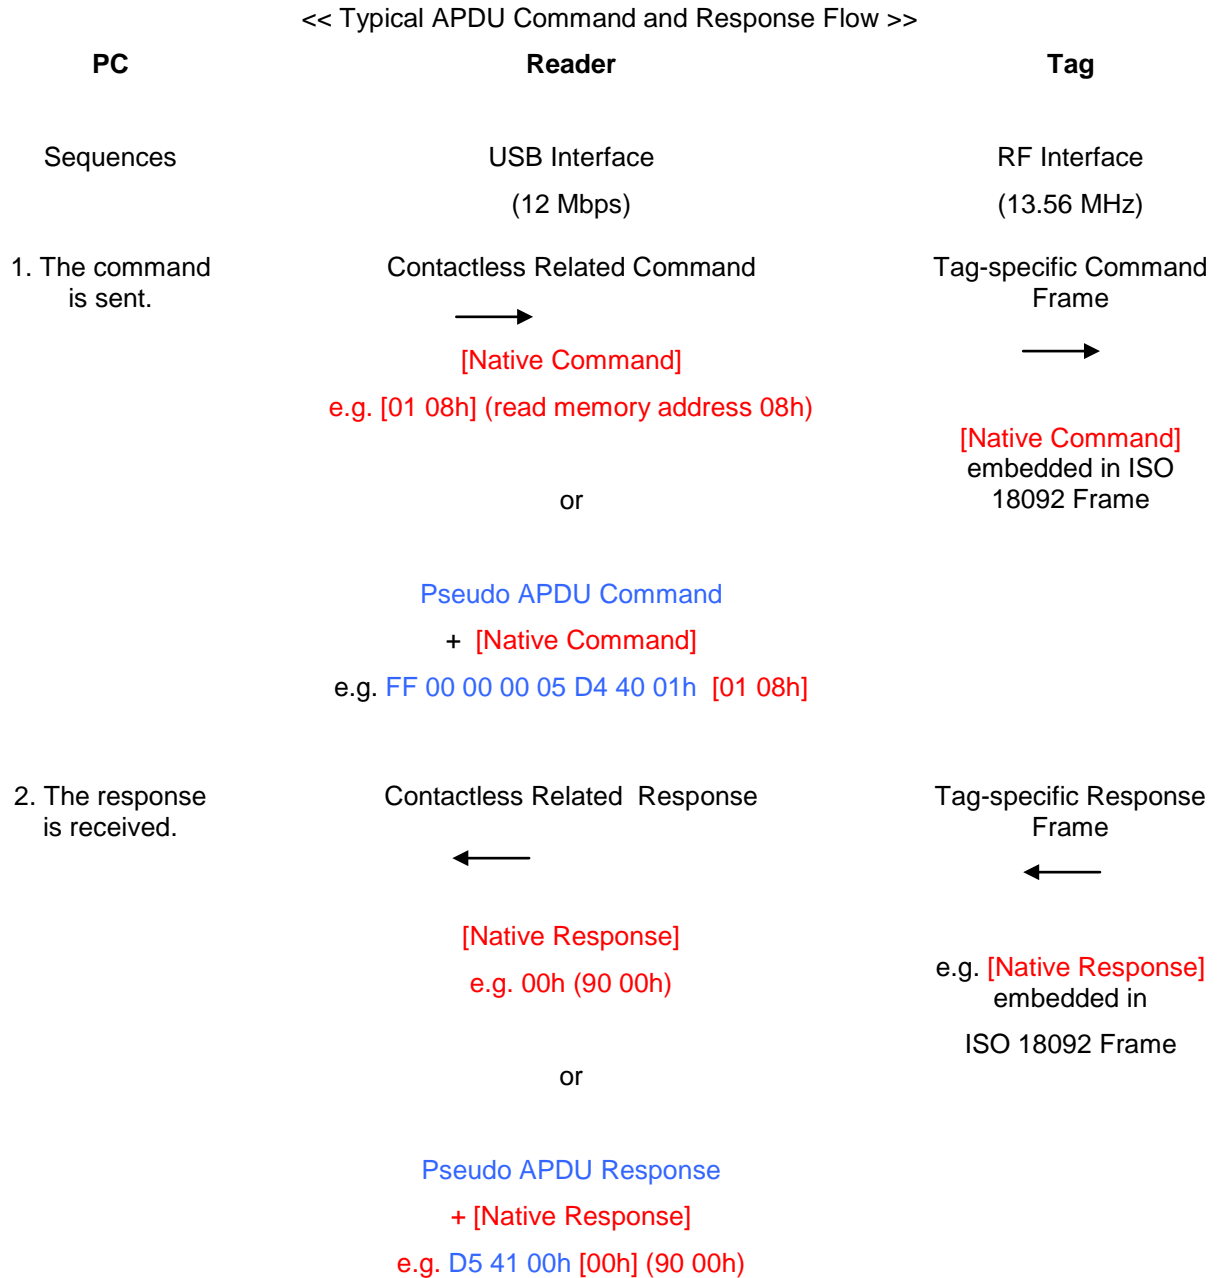 << Typical APDU Command and Response Flow >>
PC Reader Tag
Sequences USB Interface RF Interface
(12 Mbps) (13.56 MHz)
1. The command Contactless Related Command Tag-specific Command
is sent. Frame
[Native Command]
e.g. [01 08h] (read memory address 08h)
[Native Command]
embedded in ISO
18092 Frame
or
Pseudo APDU Command
+ [Native Command]
e.g. FF 00 00 00 05 D4 40 01h [01 08h]
2. The response Contactless Related Response Tag-specific Response
is received. Frame
[Native Response]
e.g. 00h (90 00h)
e.g. [Native Response]
embedded in
ISO 18092 Frame
or
Pseudo APDU Response
+ [Native Response]
e.g. D5 41 00h [00h] (90 00h)